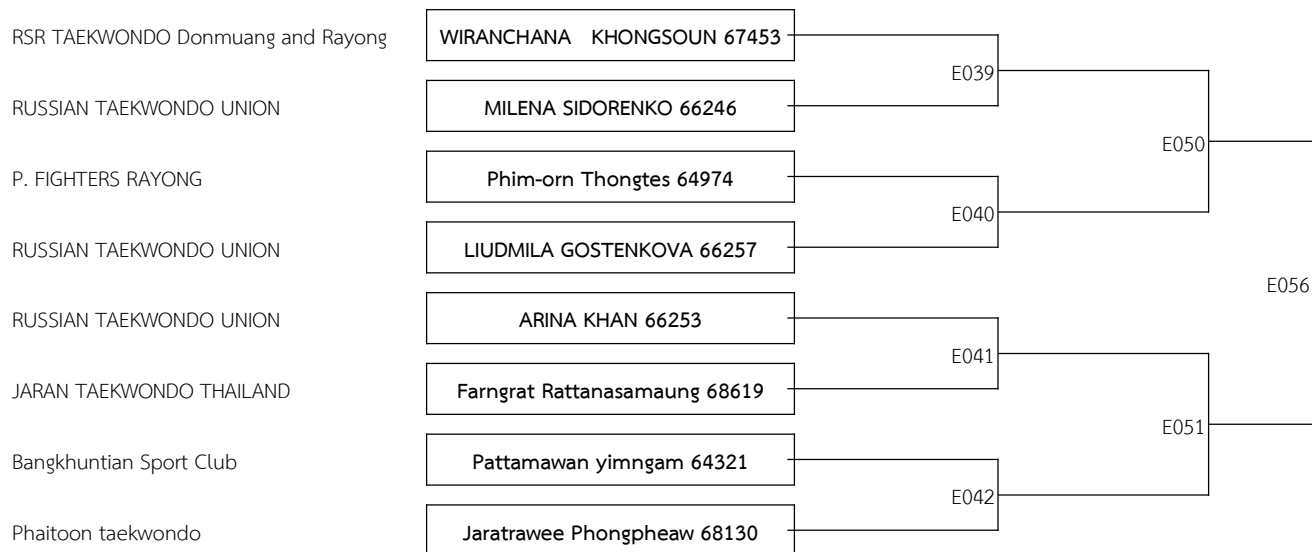 RSR TAEKWONDO Donmuang and Rayong WIRANCHANA KHONGSOUN 67453
E039
RUSSIAN TAEKWONDO UNION MILENA SIDORENKO 66246
E050
P. FIGHTERS RAYONG Phim-orn Thongtes 64974
E040
RUSSIAN TAEKWONDO UNION LIUDMILA GOSTENKOVA 66257
E056
RUSSIAN TAEKWONDO UNION ARINA KHAN 66253
E041
JARAN TAEKWONDO THAILAND Farngrat Rattanasamaung 68619
E051
Bangkhuntian Sport Club Pattamawan yimngam 64321
E042
Phaitoon taekwondo Jaratrawee Phongpheaw 68130